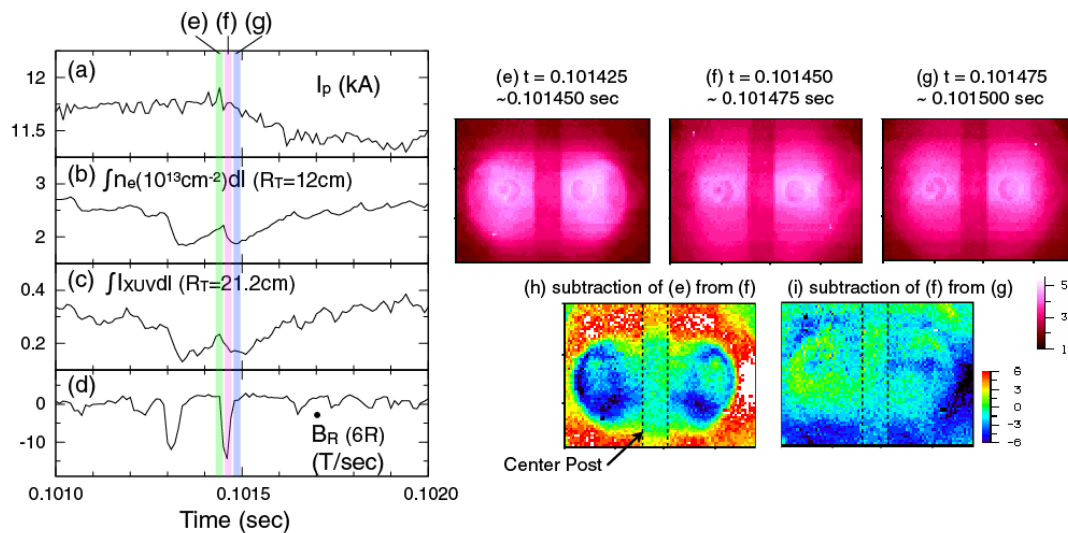 (e) (f) (g)
(a)
Ip (kA)
12
11.5
(b) ∫ne(10¹³cm⁻²)dl (RT=12cm)
3
2
(c) ∫IXUVdl (RT=21.2cm)
0.4
0.2
(d)
0
-10
ḂR (6R)
(T/sec)
0.1010 0.1015 0.1020
Time (sec)
(e) t = 0.101425
~0.101450 sec
(f) t = 0.101450
~ 0.101475 sec
(g) t = 0.101475
~ 0.101500 sec
(h) subtraction of (e) from (f)
(i) subtraction of (f) from (g)
5
3
1
6
3
0
-3
-6
Center Post